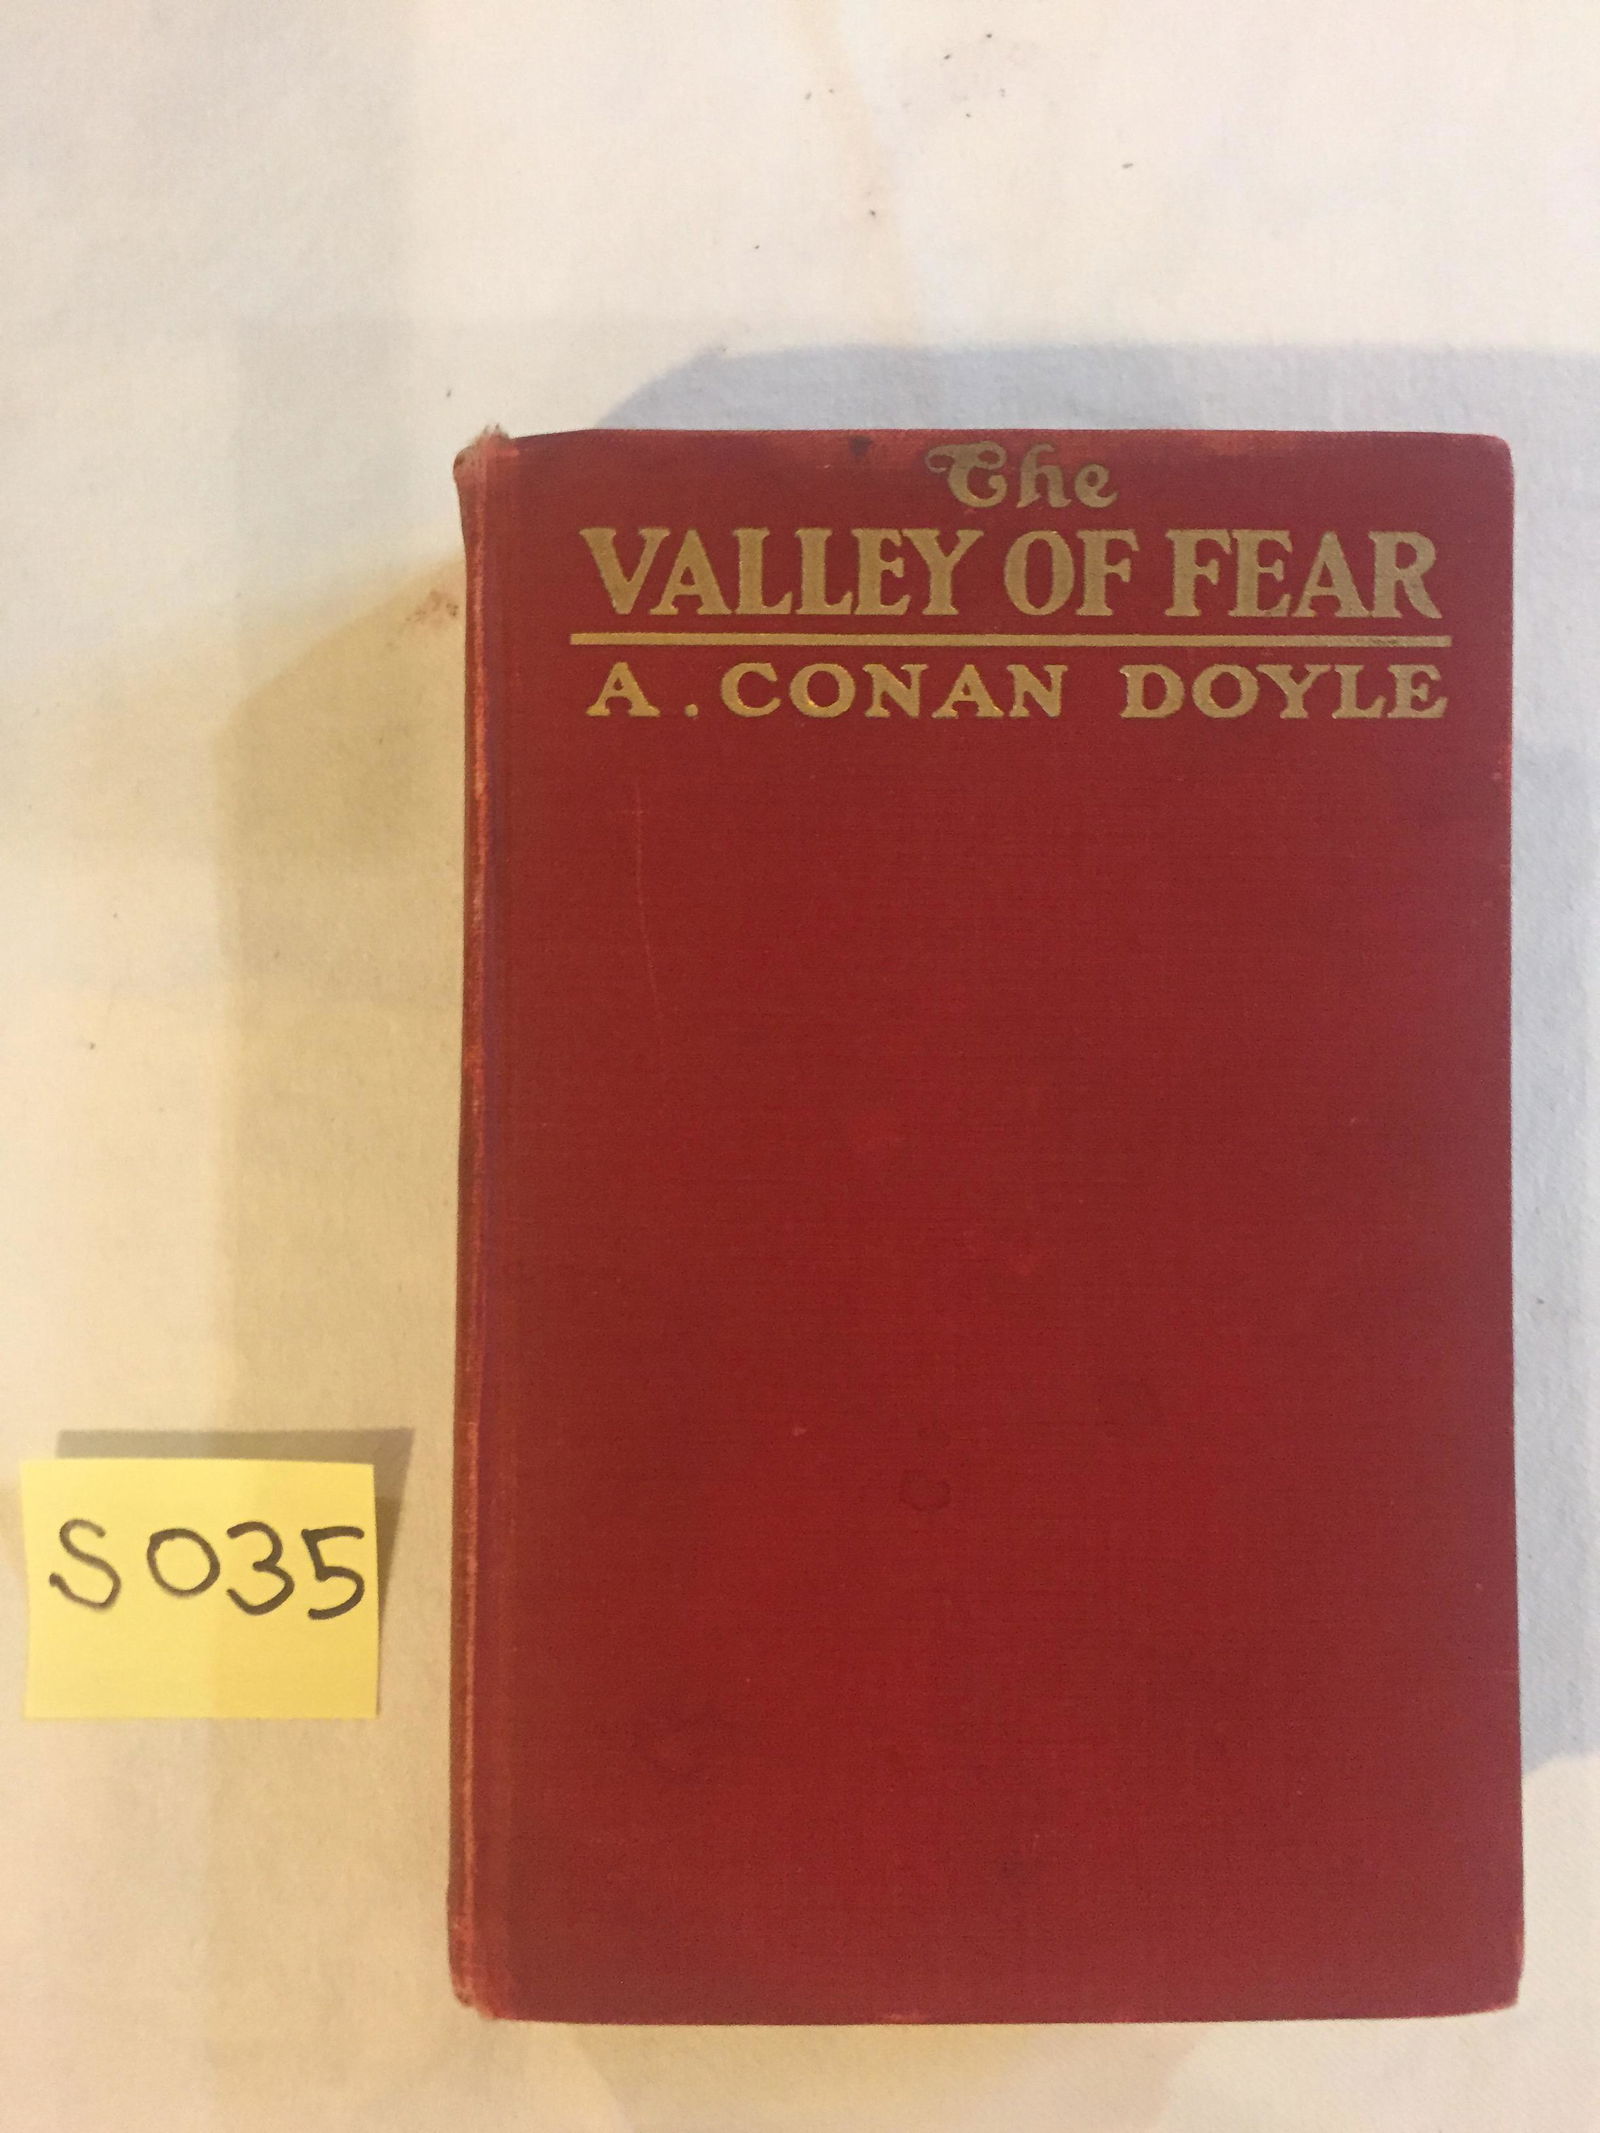 The
VALLEY OF FEAR
A. CONAN DOYLE
S035